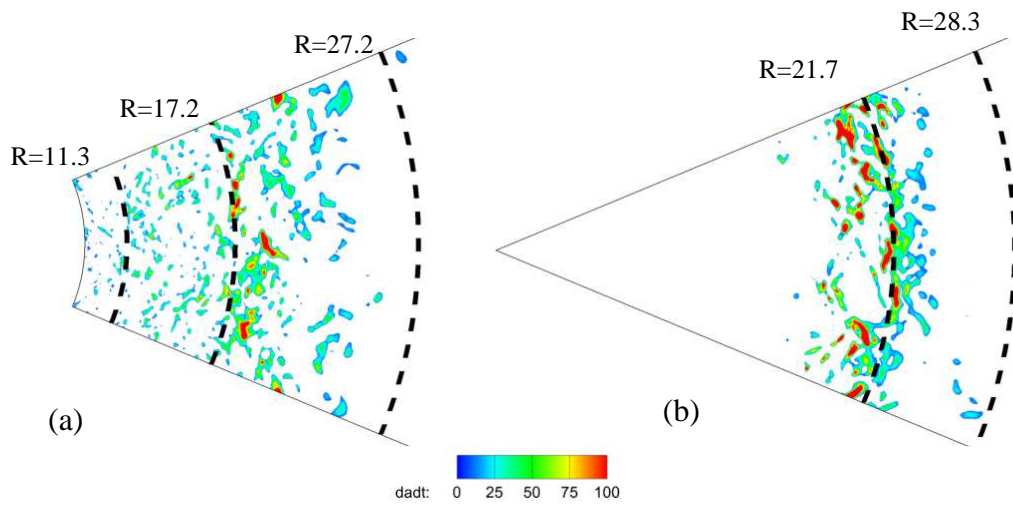 R=27.2
R=17.2
R=11.3
(a)
R=28.3
R=21.7
(b)
dadt: 0 25 50 75 100